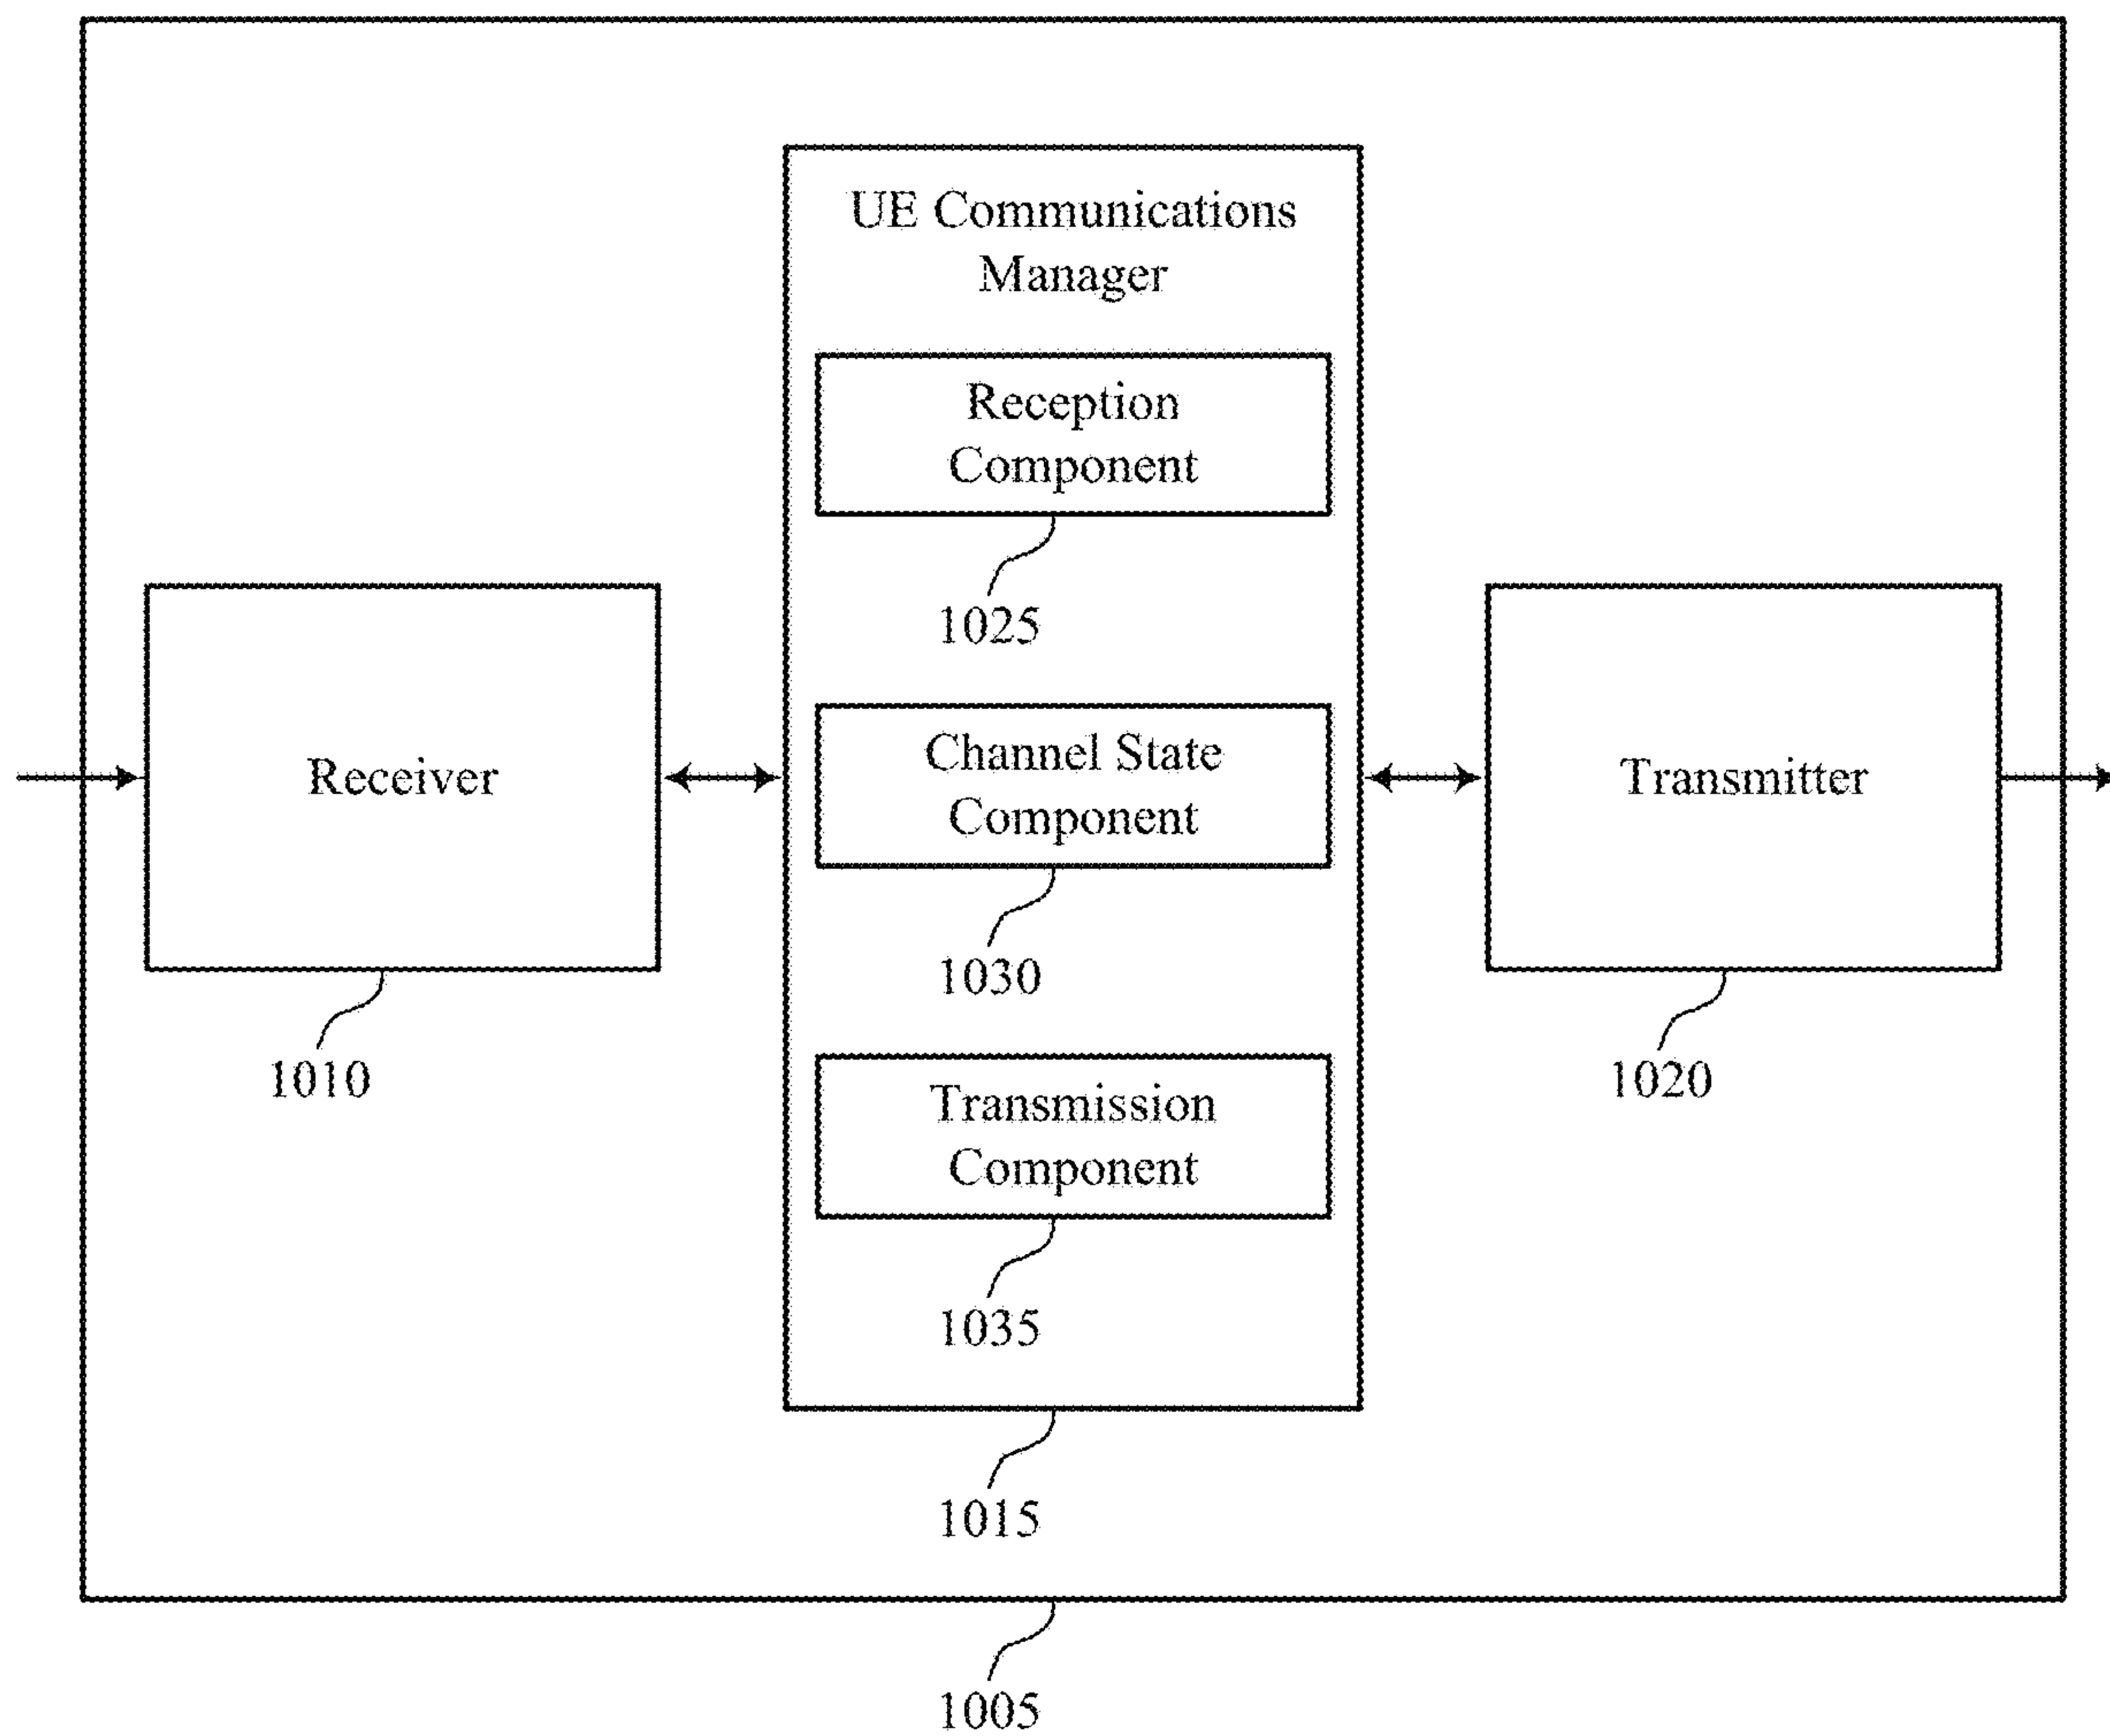 UE Communications
Manager
Reception
Component
1025
Receiver
1010
Channel State
Component
1030
Transmission
Component
1035
Transmitter
1020
1015
1005